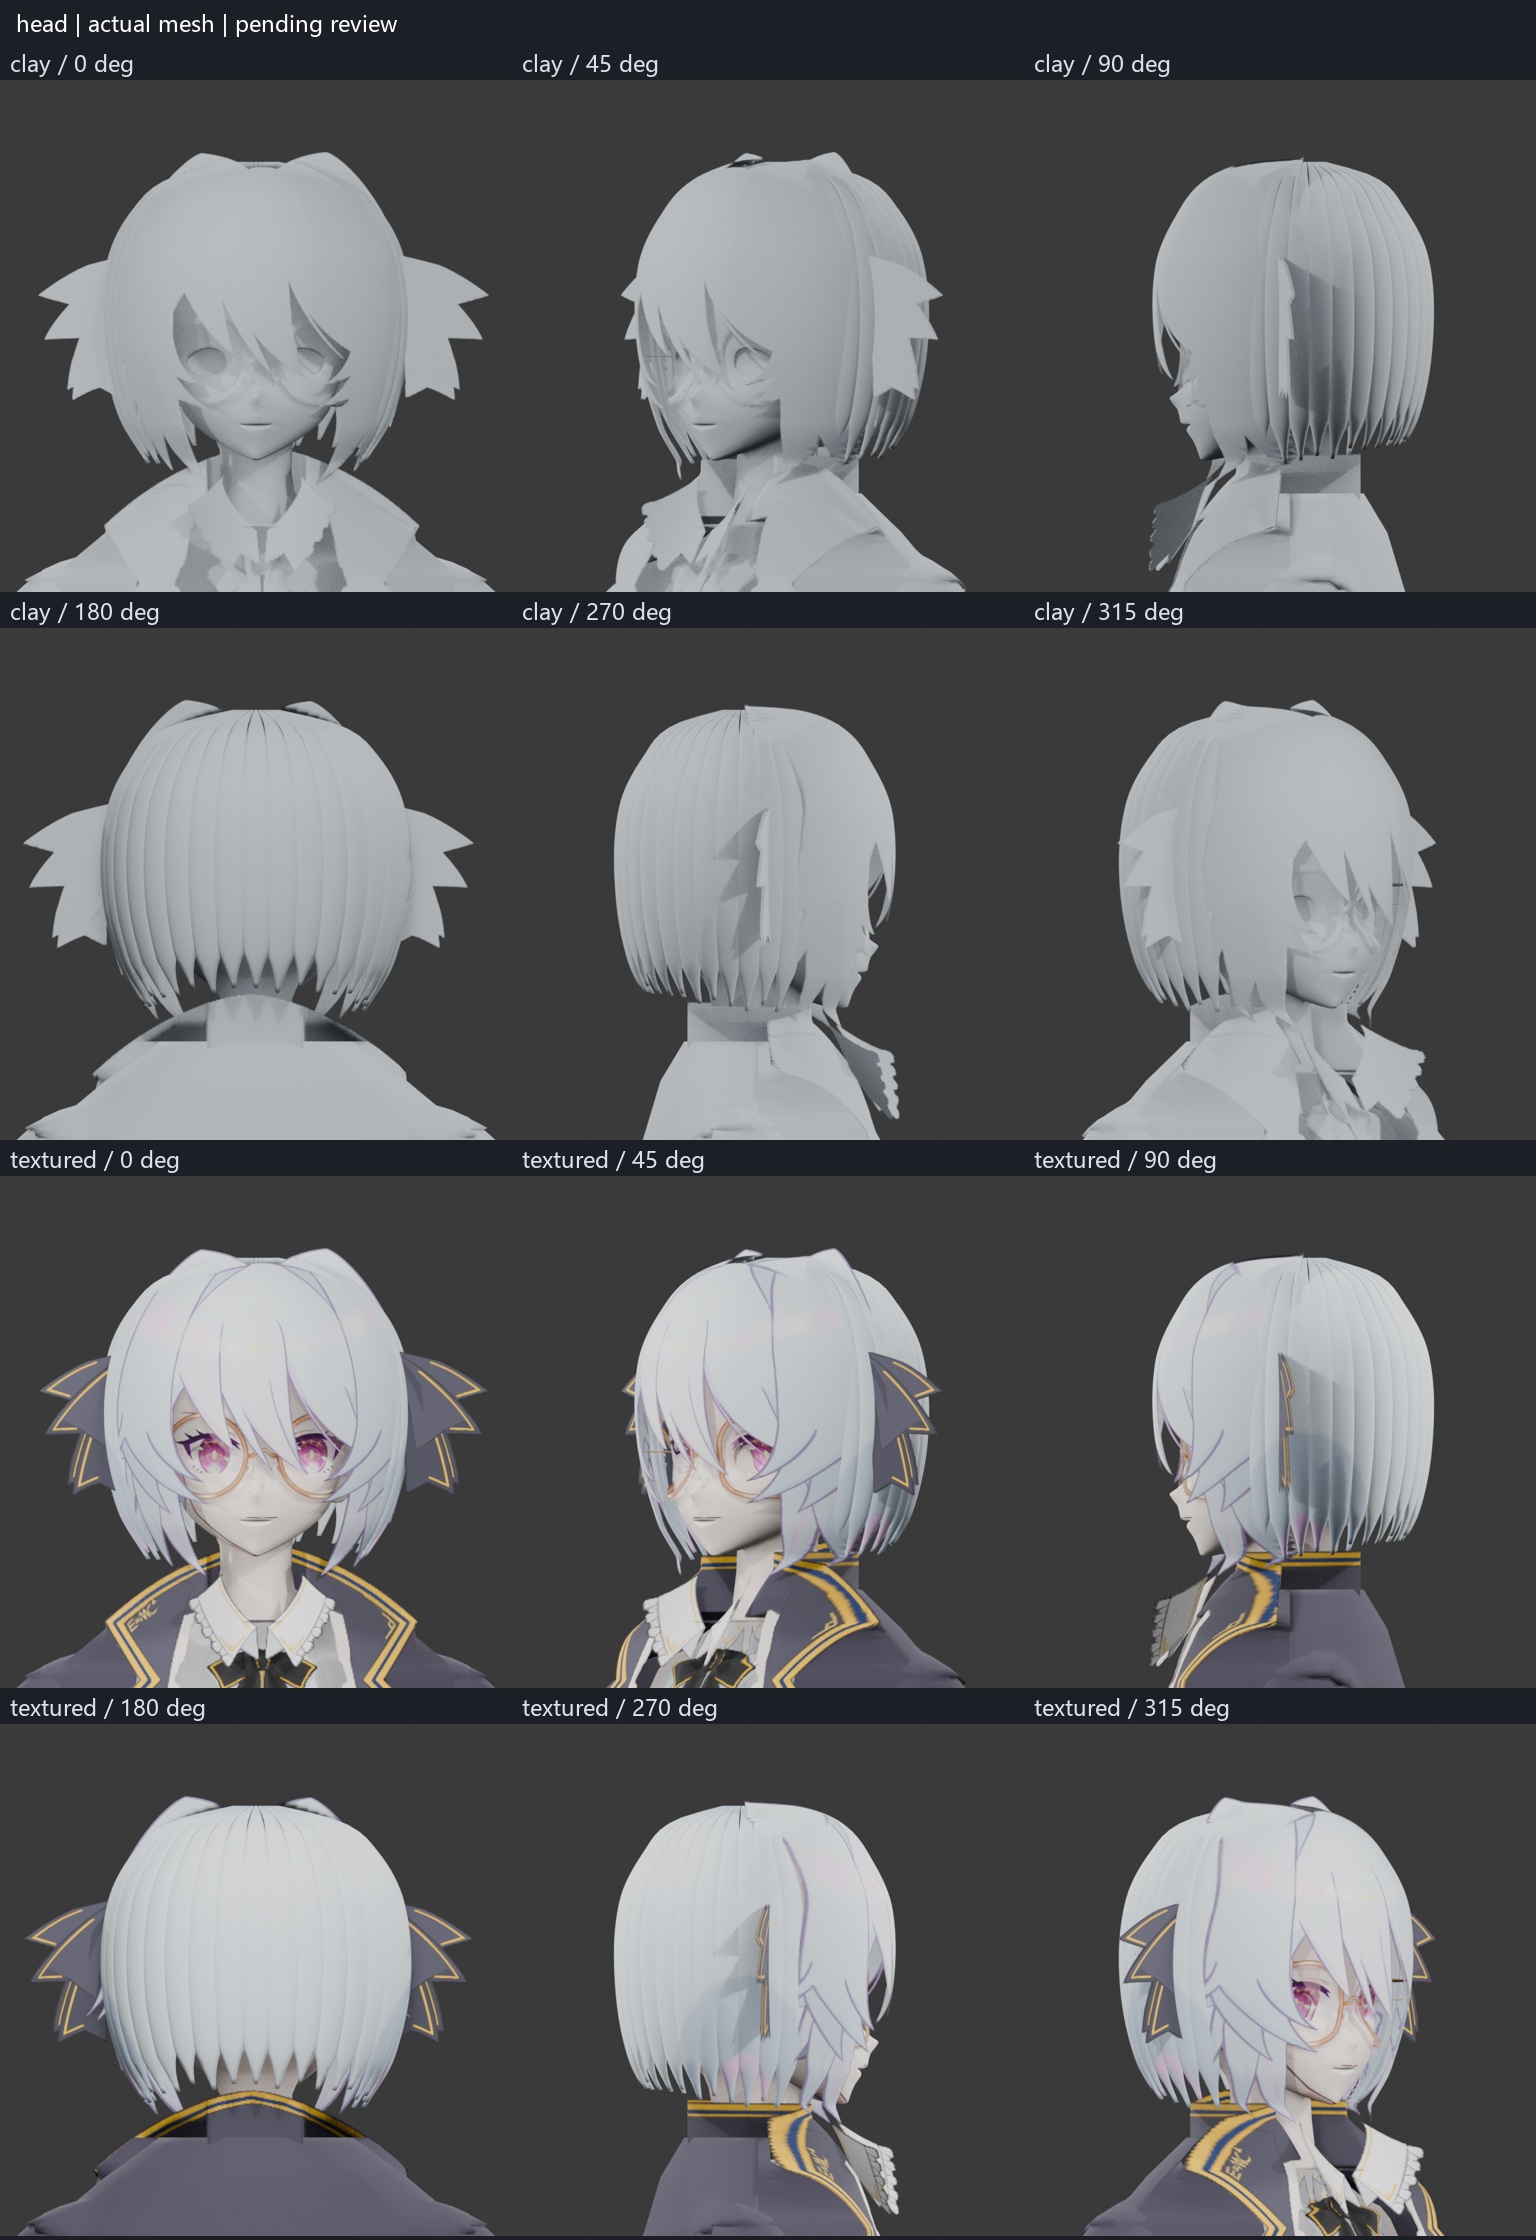 head | actual mesh | pending review
clay / 0 deg
clay / 45 deg
clay / 90 deg
clay / 180 deg
clay / 270 deg
clay / 315 deg
textured / 0 deg
textured / 45 deg
textured / 90 deg
textured / 180 deg
textured / 270 deg
textured / 315 deg